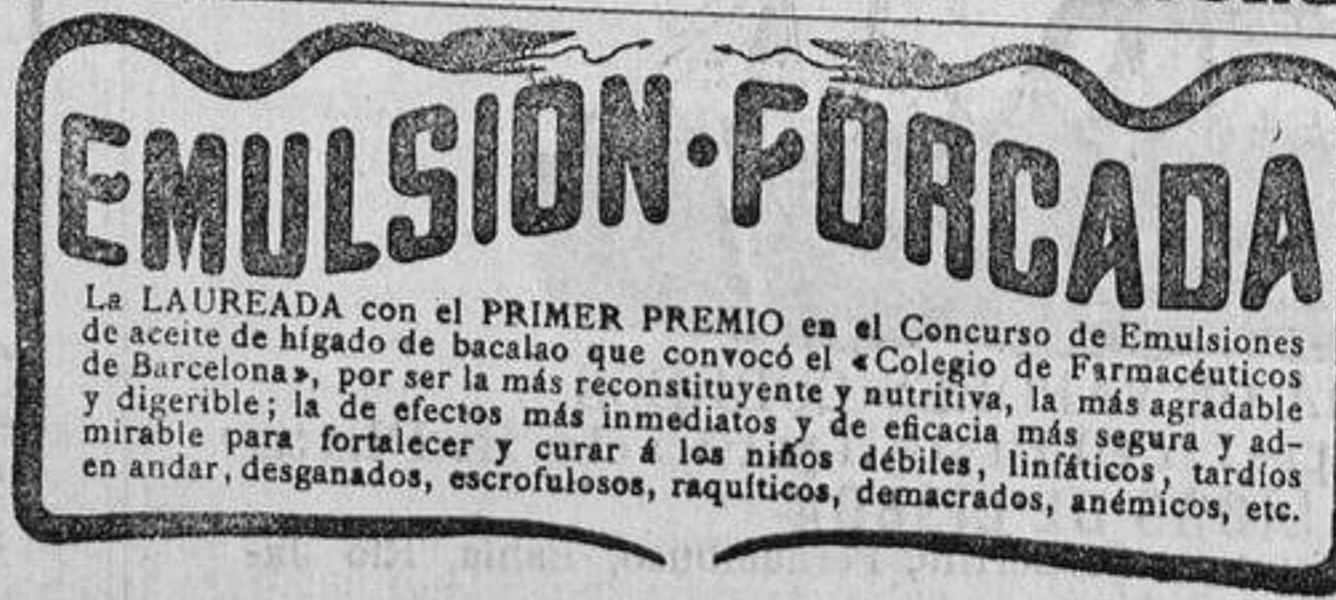 EMULSION·FORCADA
La LAUREADA con el PRIMER PREMIO en el Concurso de Emulsiones
de aceite de hígado de bacalao que convocó el «Colegio de Farmacéuticos
de Barcelona», por ser la más reconstituyente y nutritiva, la más agradable
y digerible; la de efectos más inmediatos y de eficacia más segura y ad-
mirable para fortalecer y curar á los niños débiles, linfáticos, tardíos
en andar, desganados, escrofulosos, raquíticos, demacrados, anémicos, etc.